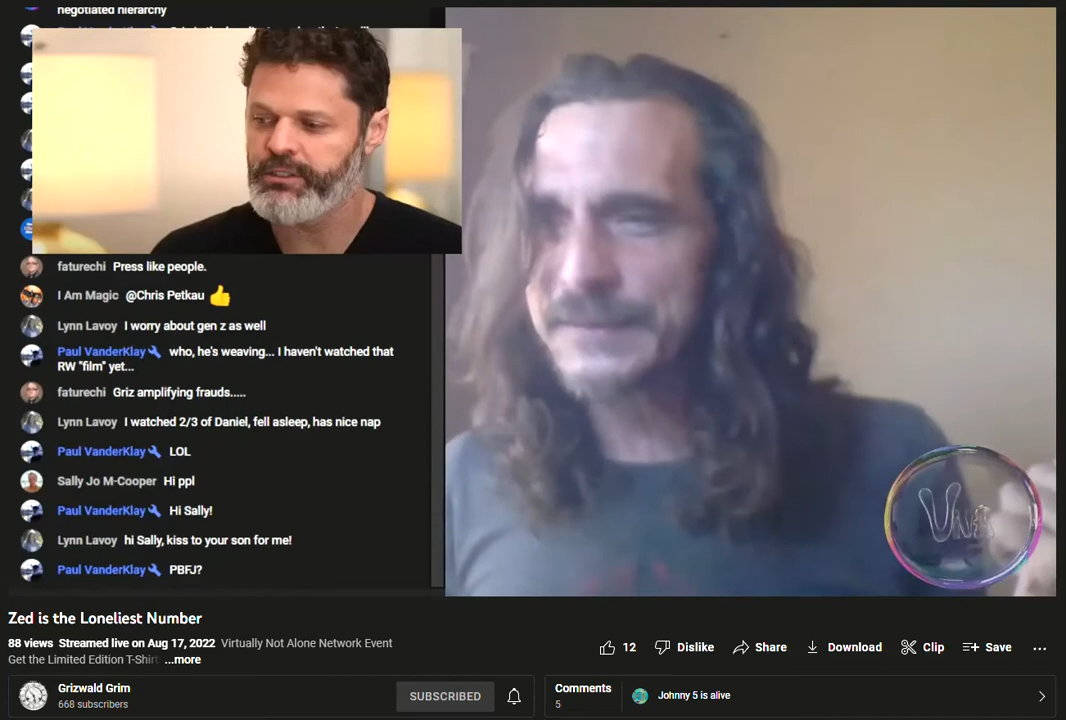 negotiated hierarchy
faturechi Press like people.
I Am Magic @Chris Petkau 👍
Lynn Lavoy I worry about gen z as well
Paul VanderKlay who, he's weaving... I haven't watched that
RW "film" yet...
faturechi Griz amplifying frauds.....
Lynn Lavoy I watched 2/3 of Daniel, fell asleep, has nice nap
Paul VanderKlay LOL
Sally Jo M-Cooper Hi ppl
Paul VanderKlay Hi Sally!
Lynn Lavoy hi Sally, kiss to your son for me!
Paul VanderKlay PBFJ?
Zed is the Loneliest Number
88 views Streamed live on Aug 17, 2022 Virtually Not Alone Network Event
Get the Limited Edition T-Shirt ...more
12 Dislike Share Download Clip Save ...
Grizwald Grim
668 subscribers
SUBSCRIBED
Comments
5
Johnny 5 is alive